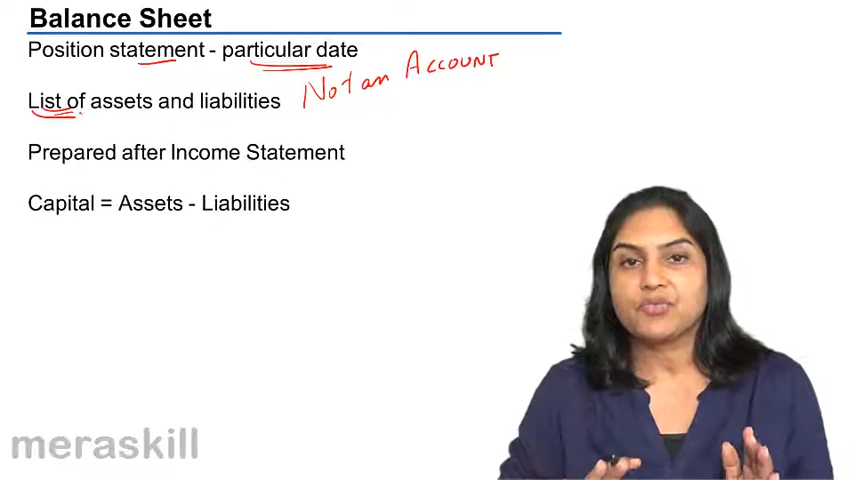 Balance Sheet
Position statement - particular date
Not an Account
List of assets and liabilities
Prepared after Income Statement
Capital = Assets - Liabilities
meraskill